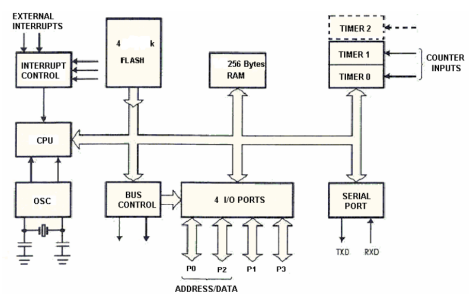 EXTERNAL
INTERRUPTS
INTERRUPT
CONTROL
4 k
FLASH
256 Bytes
RAM
TIMER 2
TIMER 1
TIMER 0
COUNTER
INPUTS
CPU
OSC
BUS
CONTROL
4 I/O PORTS
SERIAL
PORT
TXD RXD
P0 P2 P1 P3
ADDRESS/DATA